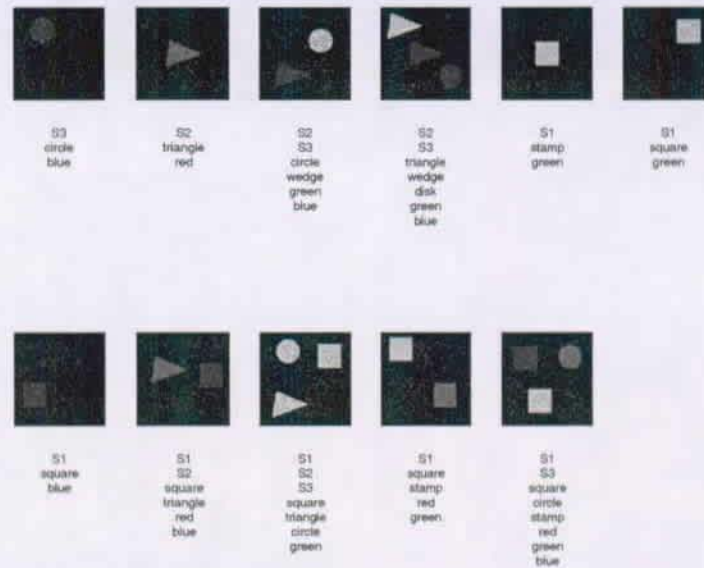 S3
circle
blue
S2
triangle
red
S2
S3
circle
wedge
green
blue
S2
S3
triangle
wedge
disk
green
blue
S1
stamp
green
S1
square
green
S1
square
blue
S1
S2
square
triangle
red
blue
S1
S2
S3
square
triangle
circle
green
S1
square
stamp
red
green
S1
S3
square
circle
stamp
red
green
blue